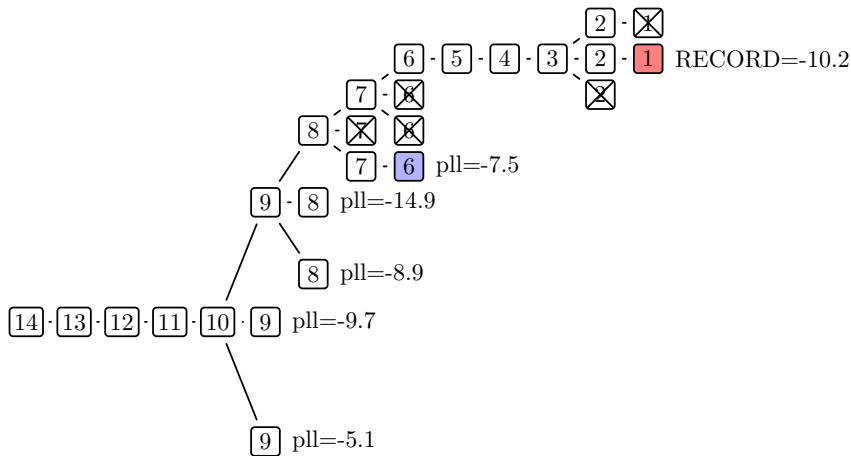 2 1
6 5 4 3 2 1 RECORD=-10.2
7 6 2
8 7 6
7 6 pll=-7.5
9 8 pll=-14.9
8 pll=-8.9
14 13 12 11 10 9 pll=-9.7
9 pll=-5.1